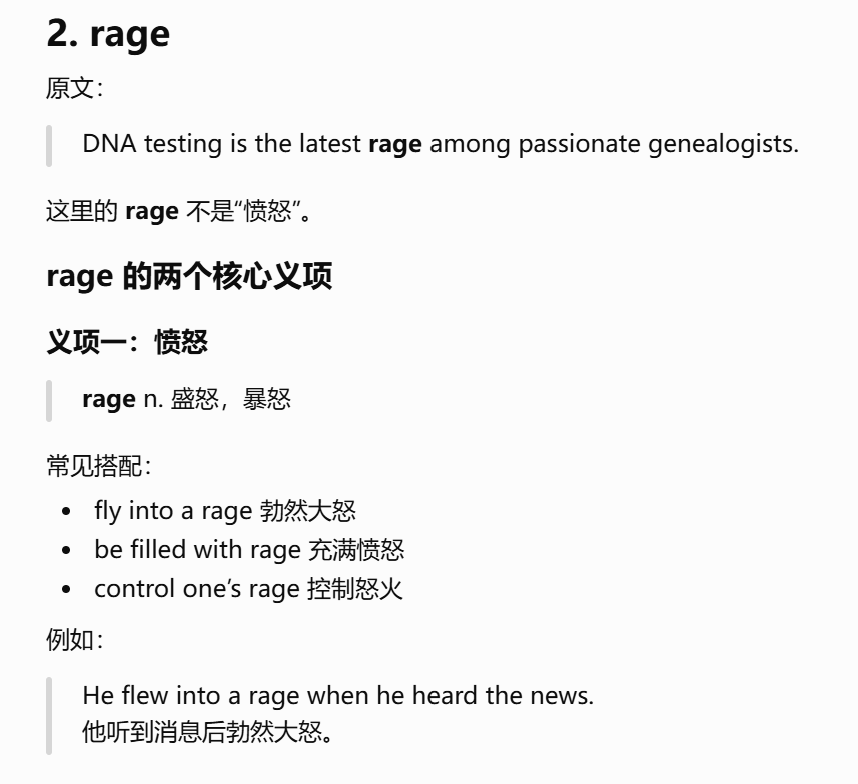 2. rage
原文：
DNA testing is the latest rage among passionate genealogists.
这里的 rage 不是“愤怒”。
rage 的两个核心义项
义项一：愤怒
rage n. 盛怒，暴怒
常见搭配：
• fly into a rage 勃然大怒
• be filled with rage 充满愤怒
• control one’s rage 控制怒火
例如：
He flew into a rage when he heard the news.
他听到消息后勃然大怒。